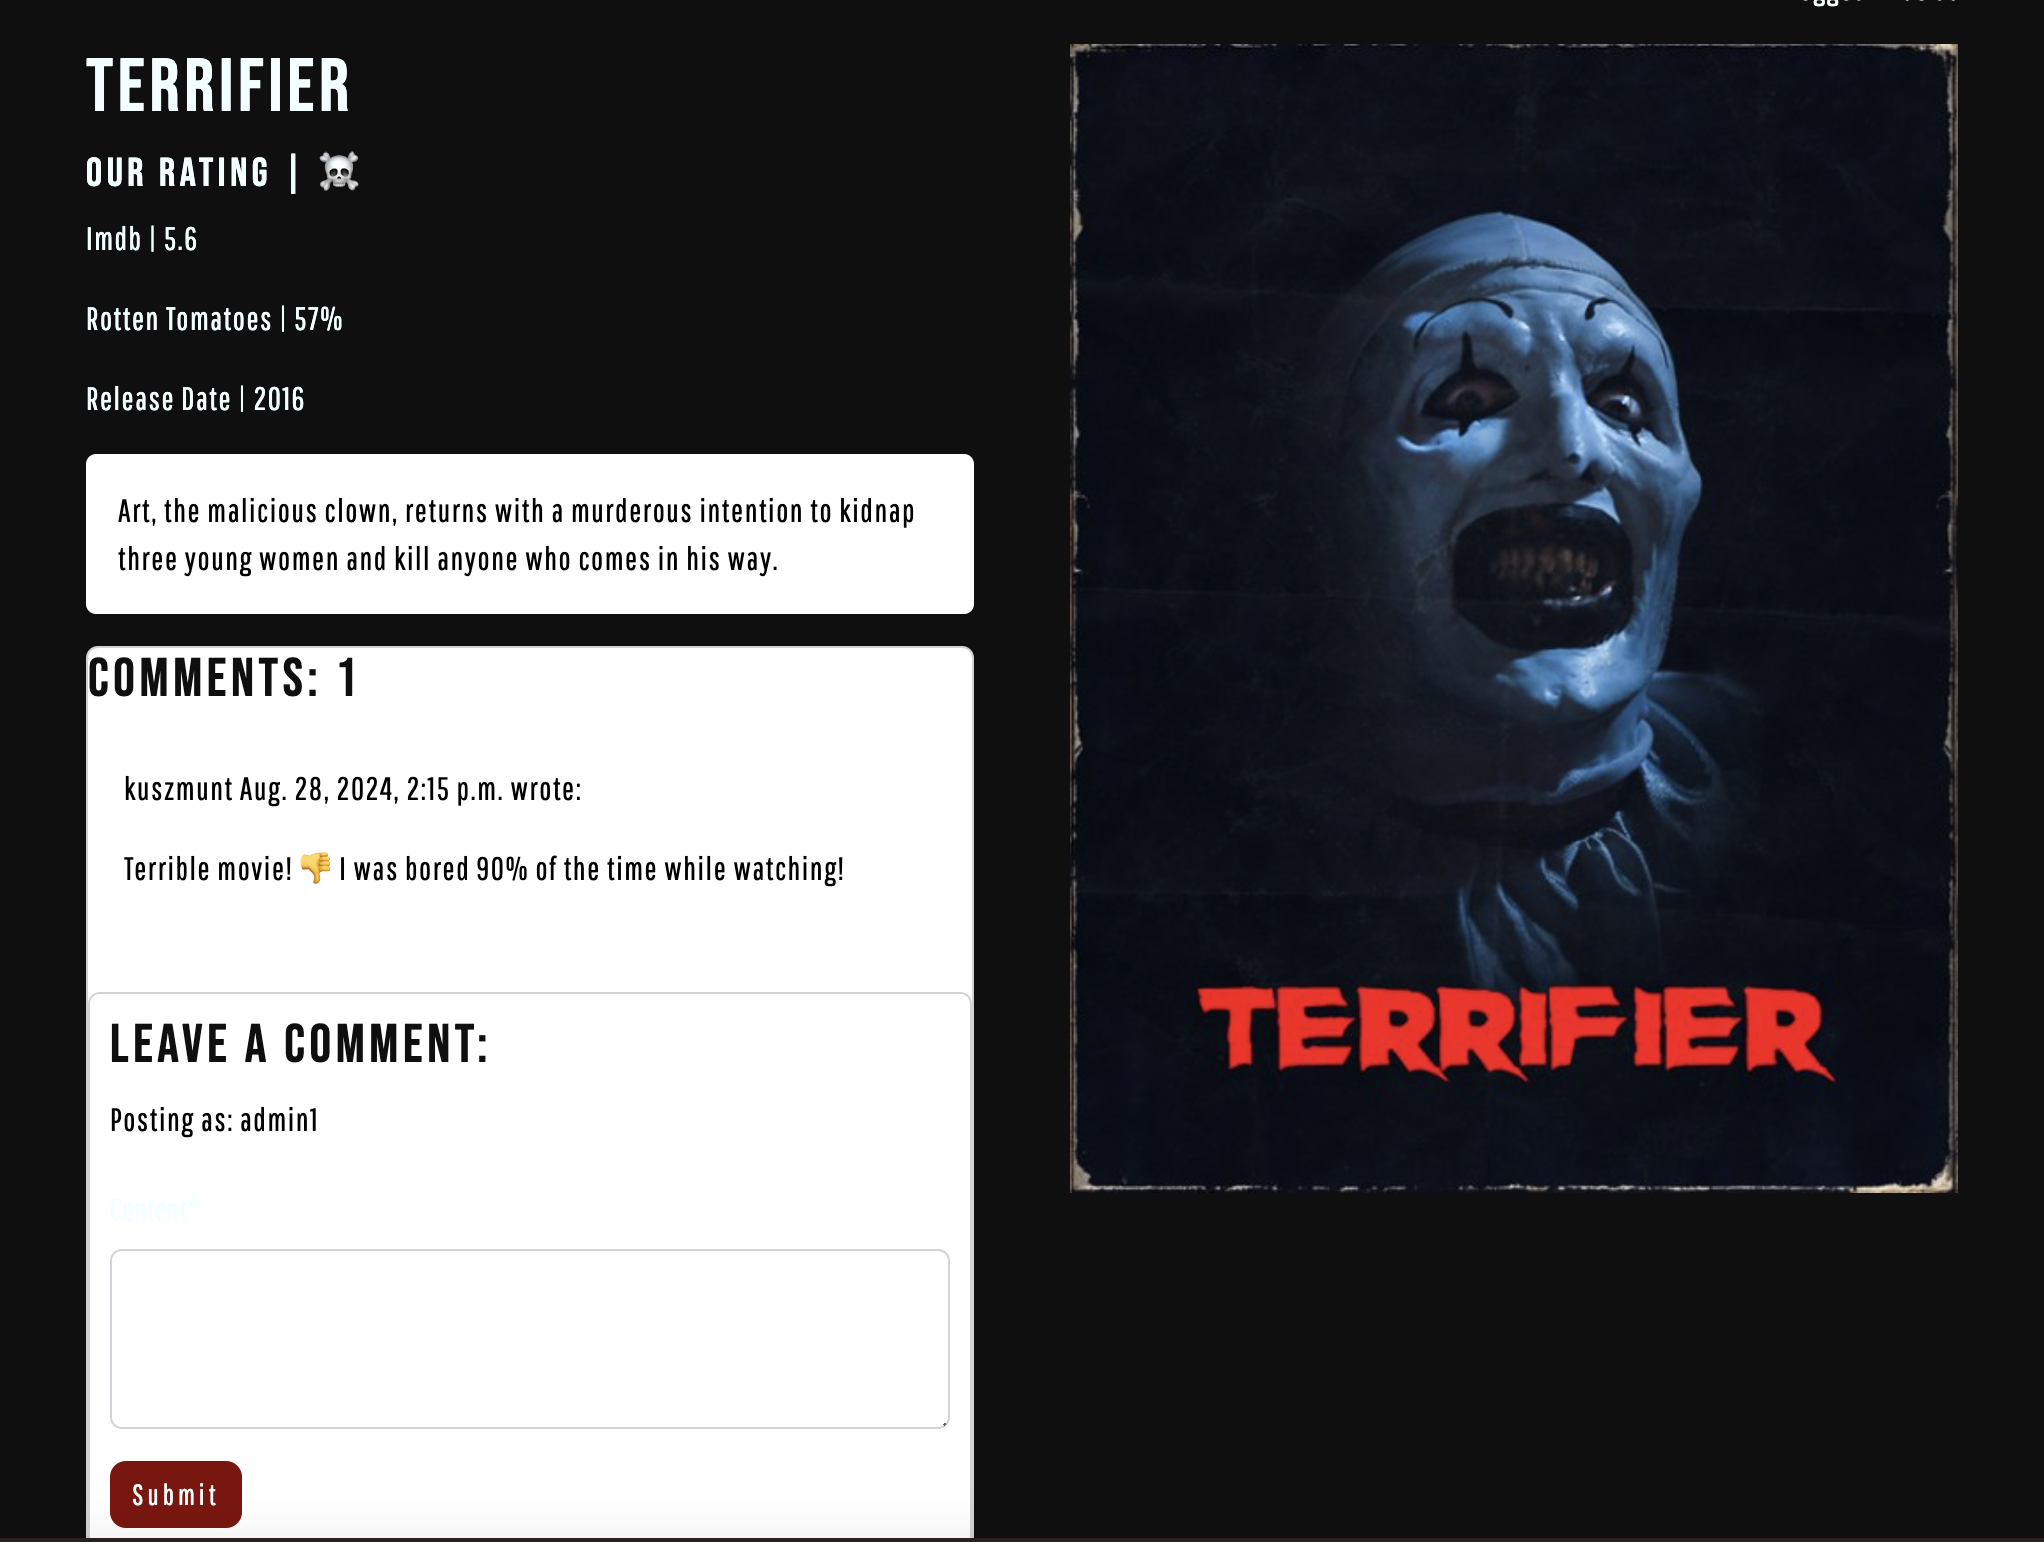 TERRIFIER
OUR RATING | ☠️
Imdb | 5.6
Rotten Tomatoes | 57%
Release Date | 2016
Art, the malicious clown, returns with a murderous intention to kidnap
three young women and kill anyone who comes in his way.
COMMENTS: 1
kuszmunt Aug. 28, 2024, 2:15 p.m. wrote:
Terrible movie! 👎 I was bored 90% of the time while watching!
LEAVE A COMMENT:
Posting as: admin1
Content*
Submit
TERRIFIER